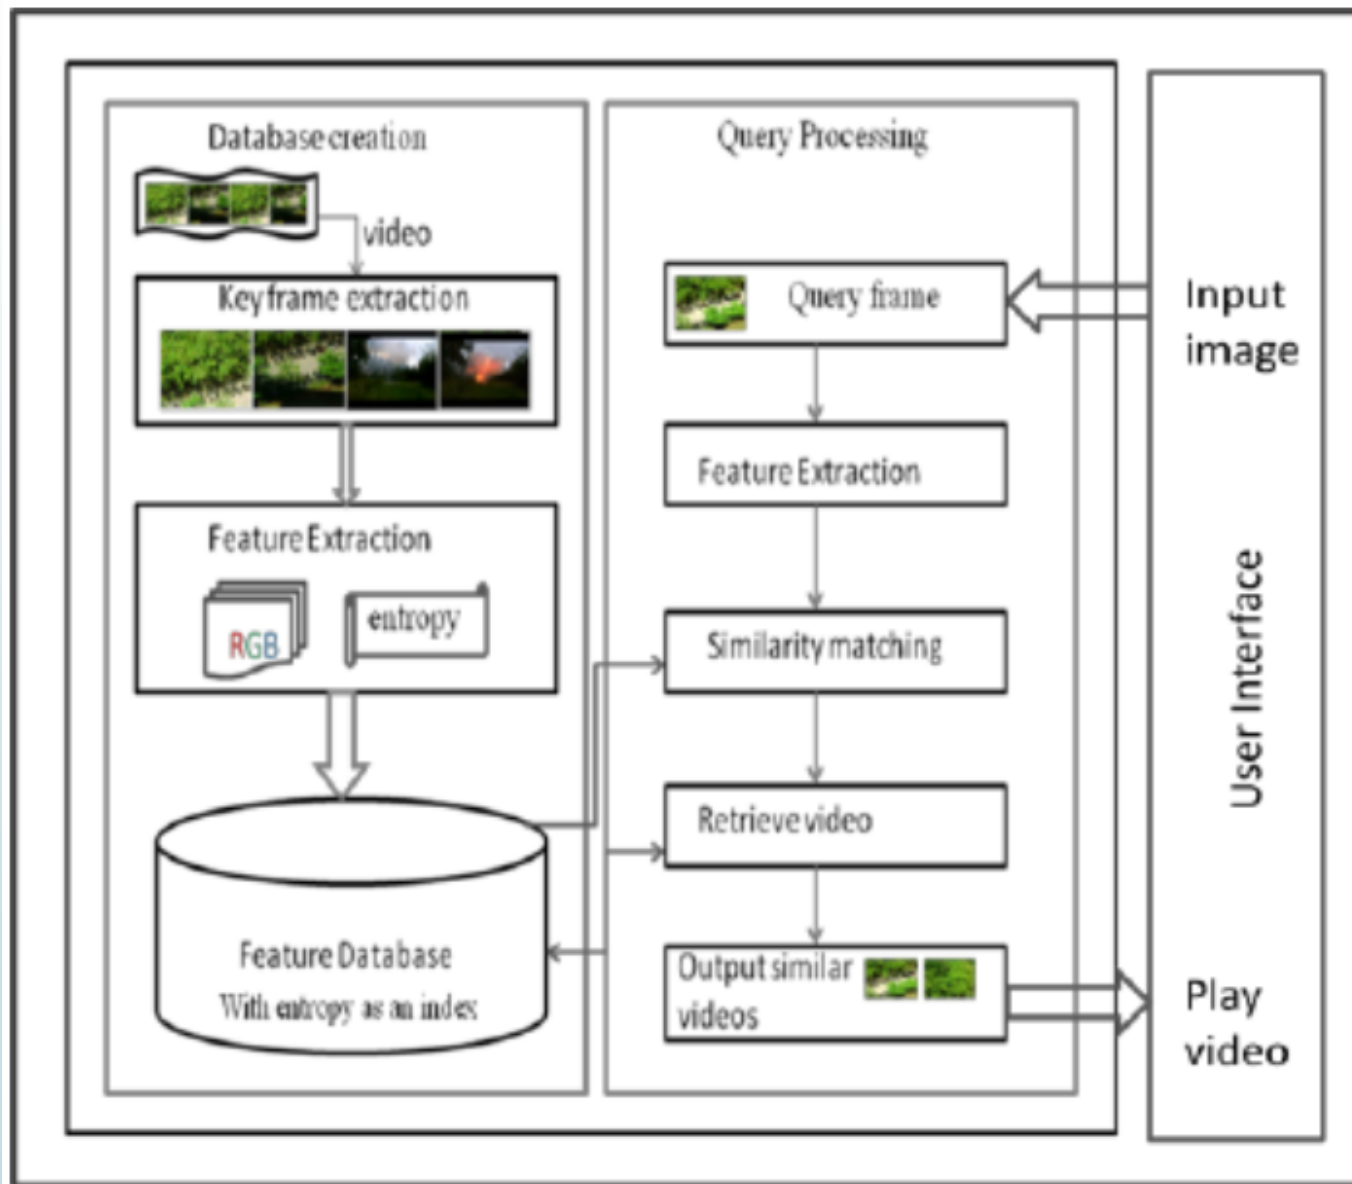 Database creation
video
Key frame extraction
Feature Extraction
RGB
entropy
Feature Database
With entropy as an index
Query Processing
Query frame
Feature Extraction
Similarity matching
Retrieve video
Output similar
videos
Input
image
User Interface
Play
video